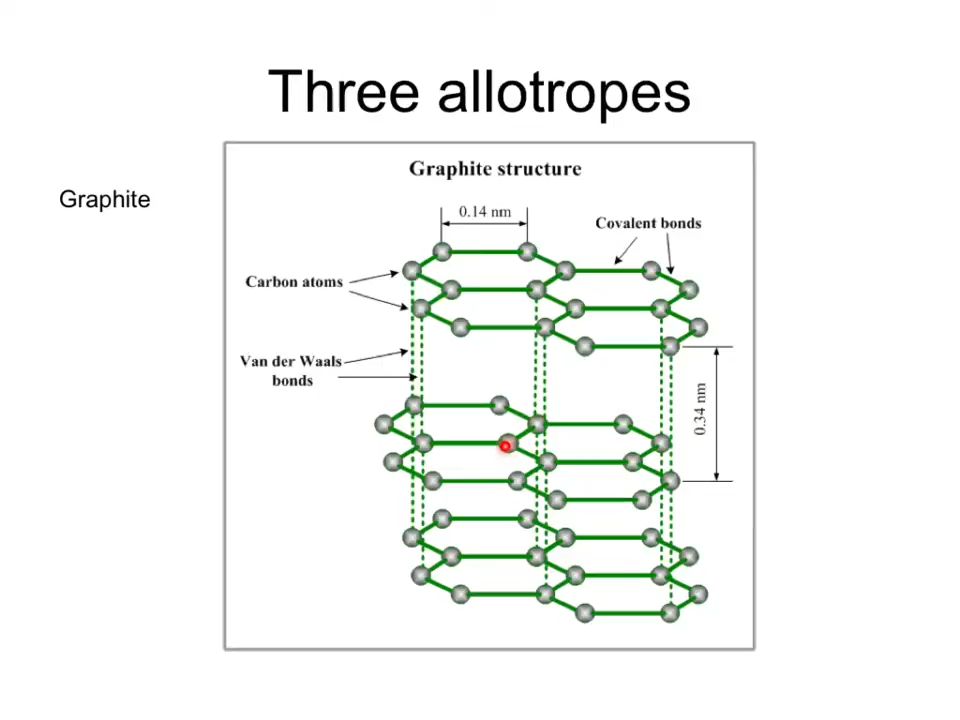 Three allotropes
Graphite
Graphite structure
0.14 nm
Covalent bonds
Carbon atoms
Van der Waals
bonds
0.34 nm